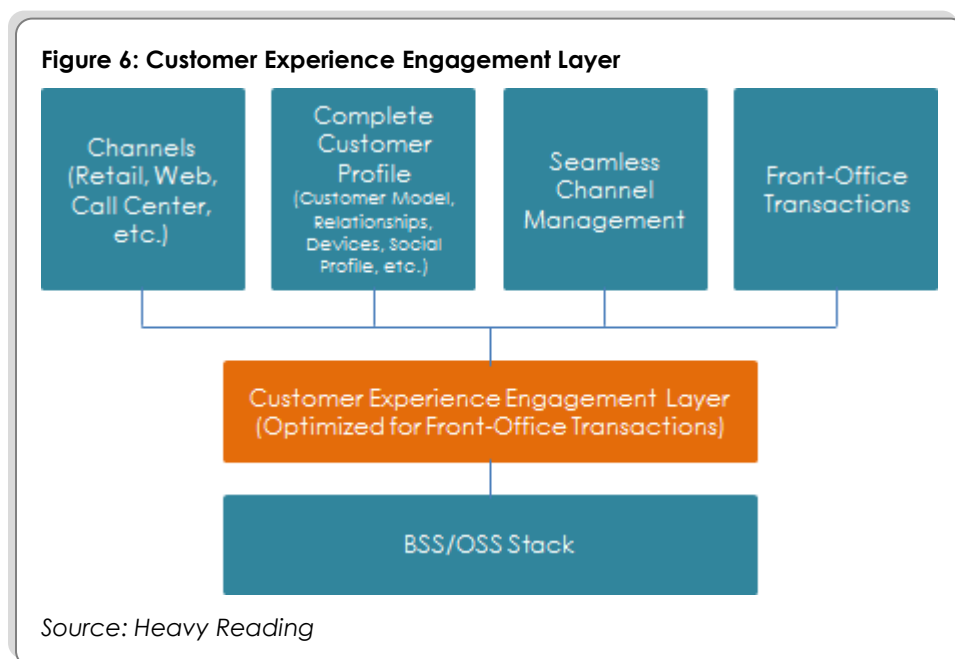 Figure 6: Customer Experience Engagement Layer
Channels
(Retail, Web,
Call Center,
etc.)
Complete
Customer
Profile
(Customer Model,
Relationships,
Devices, Social
Profile, etc.)
Seamless
Channel
Management
Front-Office
Transactions
Customer Experience Engagement Layer
(Optimized for Front-Office Transactions)
BSS/OSS Stack
Source: Heavy Reading